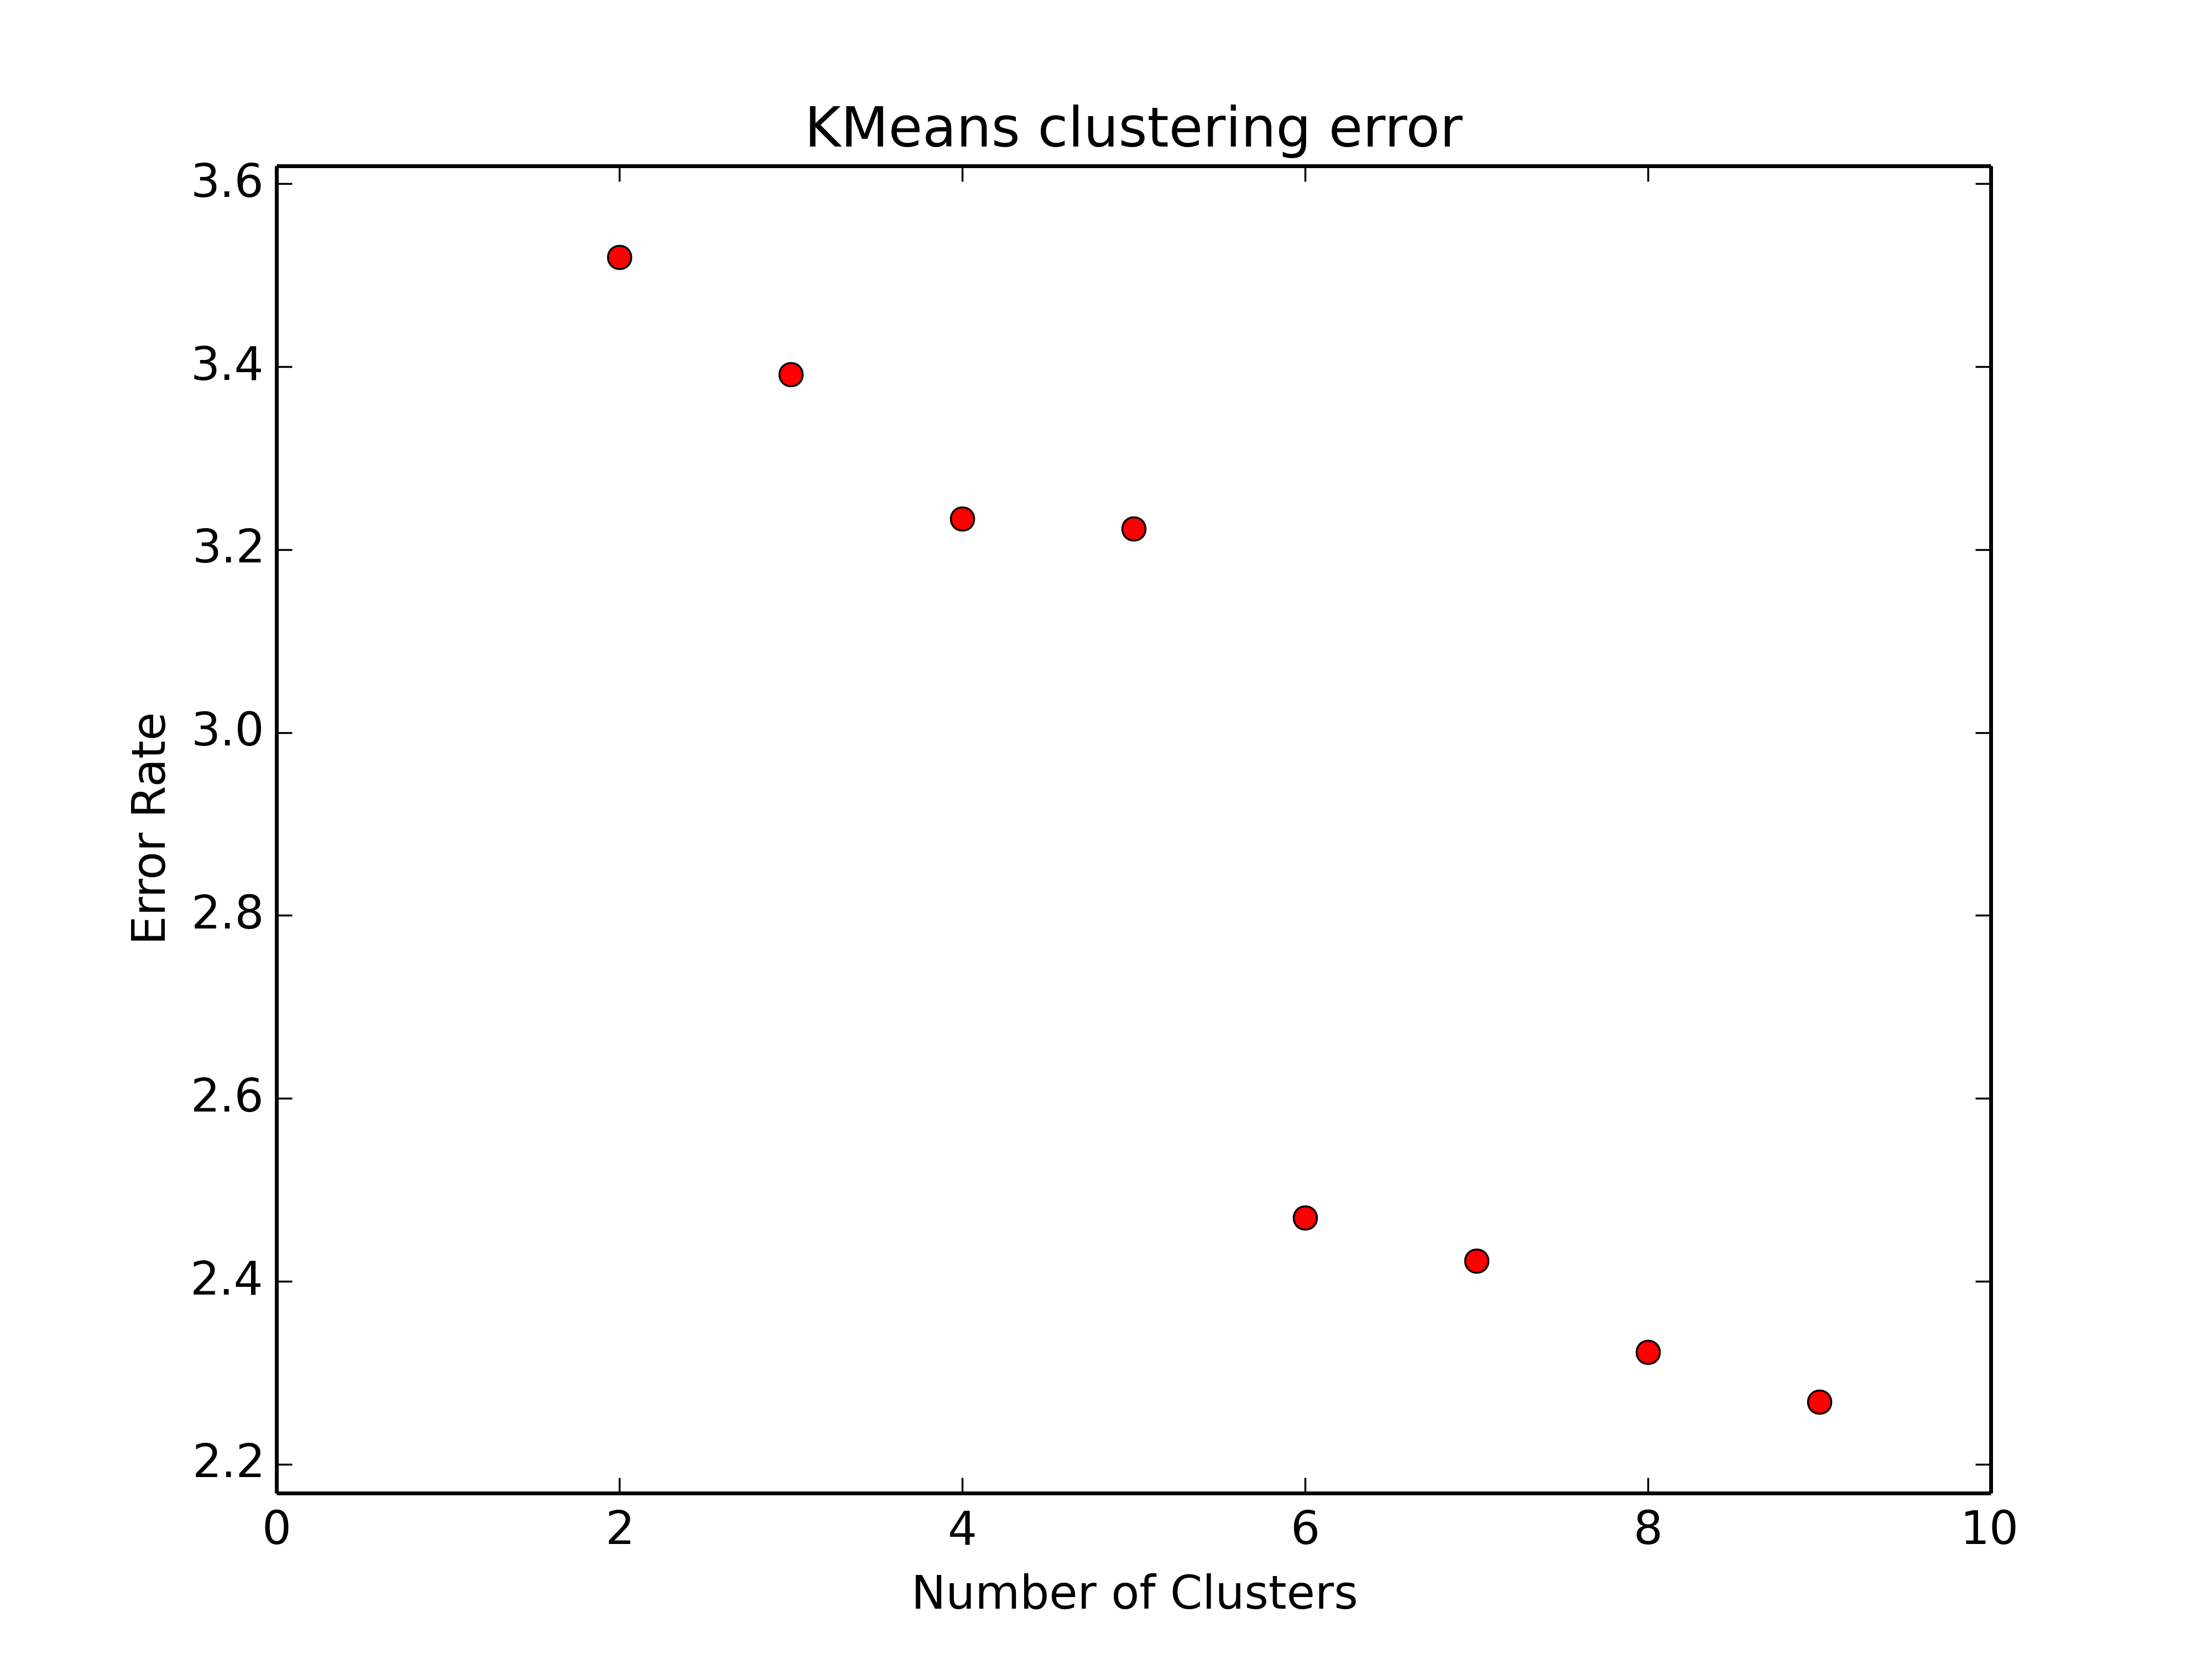 KMeans clustering error
3.6
3.4
3.2
3.0
2.8
2.6
2.4
2.2
Error Rate
0 2 4 6 8 10
Number of Clusters